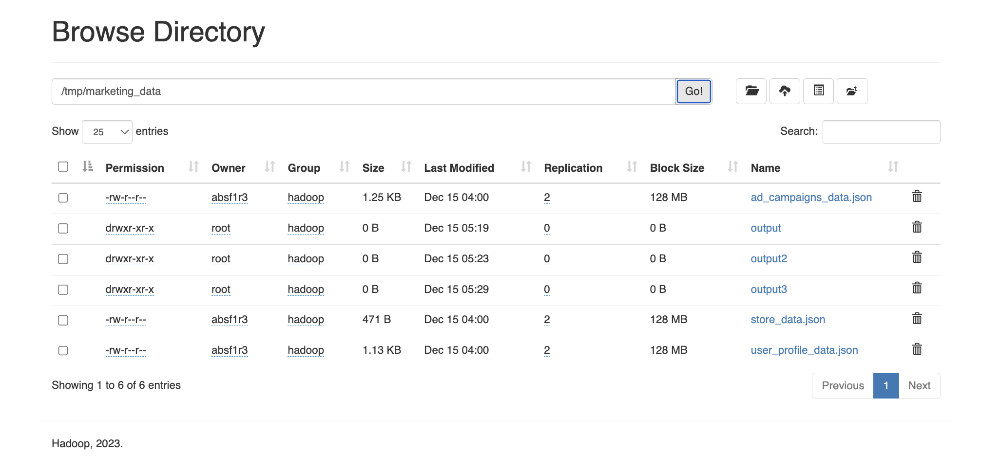 Browse Directory
/tmp/marketing_data Go!
Show 25 entries Search:
Permission Owner Group Size Last Modified Replication Block Size Name
-rw-r--r-- absf1r3 hadoop 1.25 KB Dec 15 04:00 2 128 MB ad_campaigns_data.json
drwxr-xr-x root hadoop 0 B Dec 15 05:19 0 0 B output
drwxr-xr-x root hadoop 0 B Dec 15 05:23 0 0 B output2
drwxr-xr-x root hadoop 0 B Dec 15 05:29 0 0 B output3
-rw-r--r-- absf1r3 hadoop 471 B Dec 15 04:00 2 128 MB store_data.json
-rw-r--r-- absf1r3 hadoop 1.13 KB Dec 15 04:00 2 128 MB user_profile_data.json
Showing 1 to 6 of 6 entries Previous 1 Next
Hadoop, 2023.